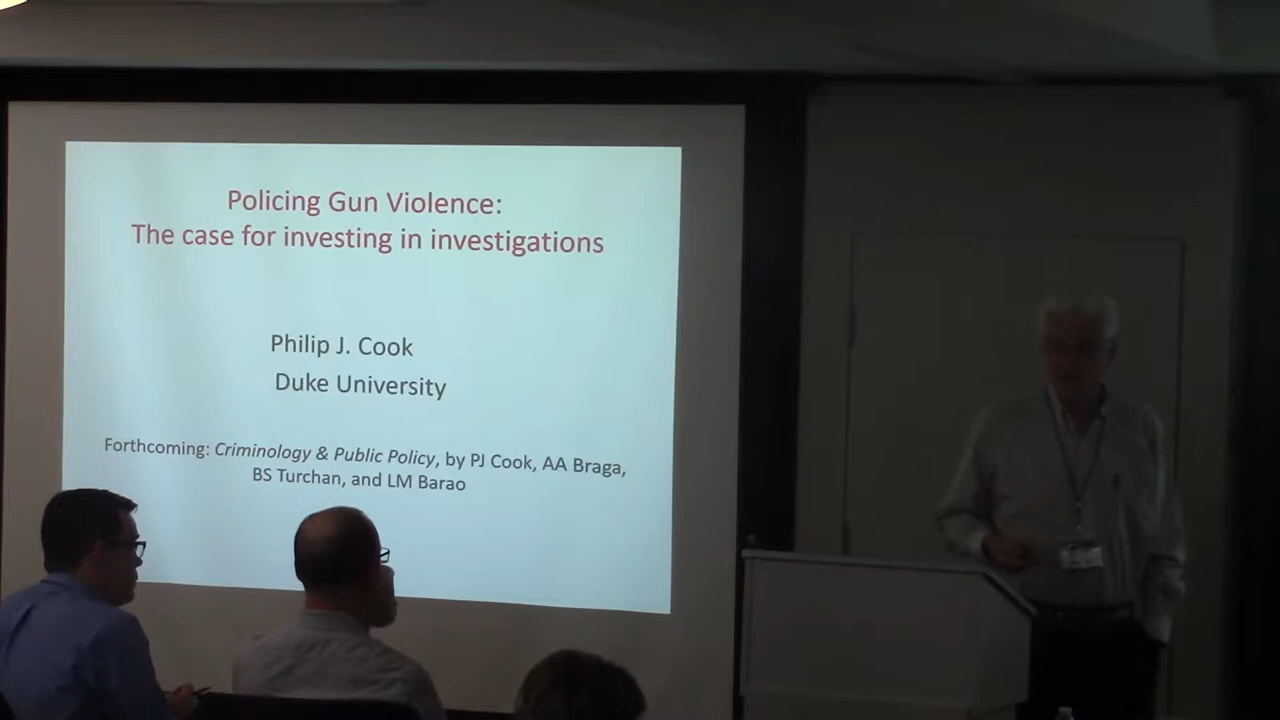 Policing Gun Violence:
The case for investing in investigations
Philip J. Cook
Duke University
Forthcoming: Criminology & Public Policy, by PJ Cook, AA Braga,
BS Turchan, and LM Barao